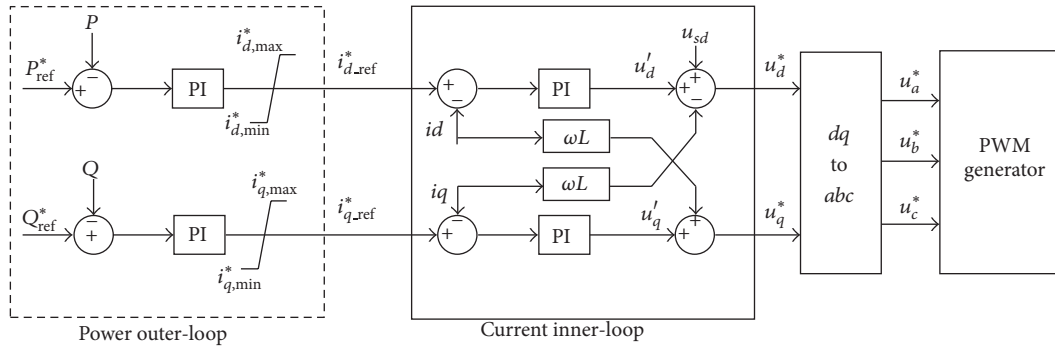 P
P*ref
−
+
PI
i*d,max
i*d,min
i*d_ref
+
−
id
PI
u′d
usd
+
+
−
u*d
ωL
ωL
Q
Q*ref
−
+
PI
i*q,max
i*q,min
i*q_ref
iq
−
+
PI
u′q
+
+
u*q
dq
to
abc
u*a
u*b
u*c
PWM
generator
Power outer-loop
Current inner-loop